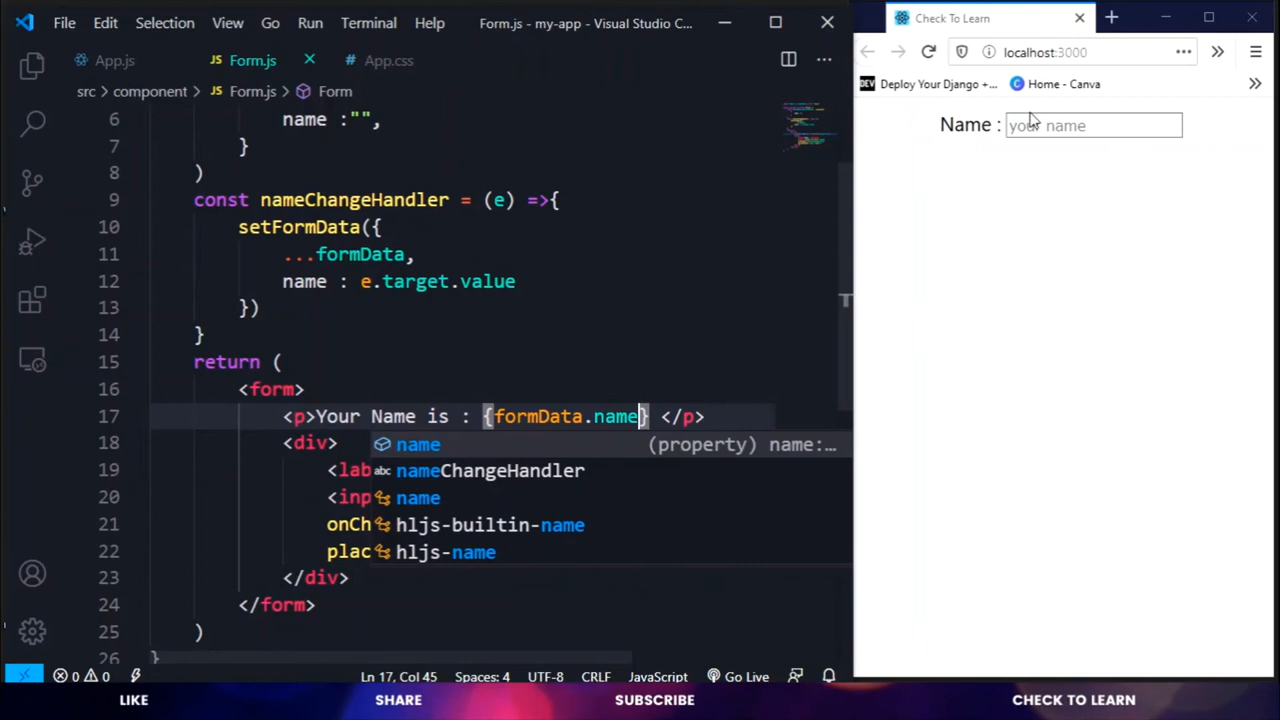 File Edit Selection View Go Run Terminal Help Form.js - my-app - Visual Studio C...
App.js Form.js App.css
src > component > Form.js > Form
6 name :"",
7 }
8 )
9 const nameChangeHandler = (e) =>{
10 setFormData({
11 ...formData,
12 name : e.target.value
13 })
14 }
15 return (
16 <form>
17 <p>Your Name is : {formData.name} </p>
18 <div>
name (property) name:...
19 <lab
abc nameChangeHandler
20 <inp
name
21 onCh
hljs-builtin-name
22 plac
hljs-name
23 </div>
24 </form>
25 )
26 }
0 0 Ln 17, Col 45 Spaces: 4 UTF-8 CRLF JavaScript Go Live
Check To Learn
localhost:3000
DEV Deploy Your Django +... C Home - Canva
Name : your name
T
LIKE SHARE SUBSCRIBE CHECK TO LEARN